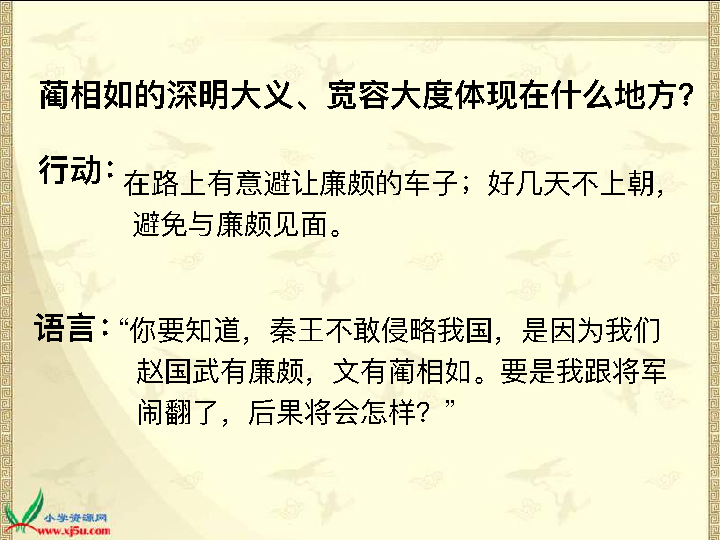 蔺相如的深明大义、宽容大度体现在什么地方？
行动：在路上有意避让廉颇的车子；好几天不上朝，
避免与廉颇见面。
语言：“你要知道，秦王不敢侵略我国，是因为我们
赵国武有廉颇，文有蔺相如。要是我跟将军
闹翻了，后果将会怎样？”
小学资源网
www.xj5u.com